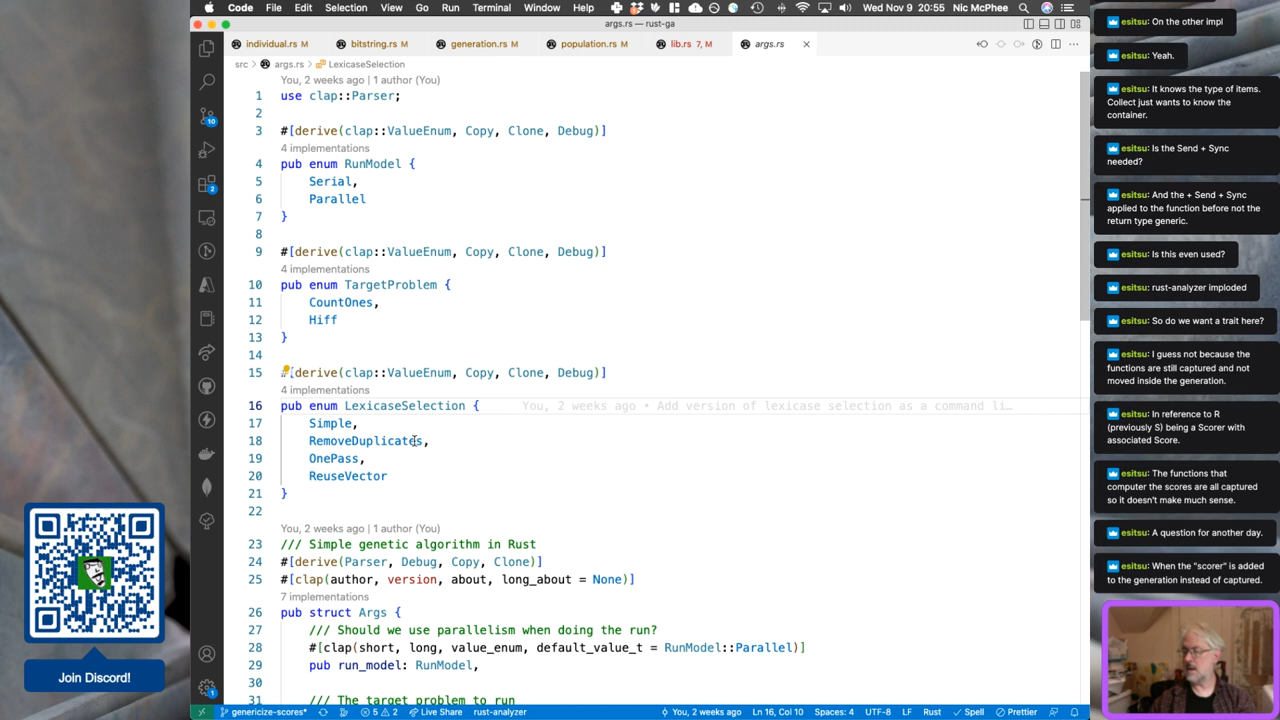 Code File Edit Selection View Go Run Terminal Window Help Wed Nov 9 20:55 Nic McPhee
args.rs — rust-ga
individual.rs M bitstring.rs M generation.rs M population.rs M lib.rs 7, M args.rs
src > args.rs > LexicaseSelection
You, 2 weeks ago | 1 author (You)
1 use clap::Parser;
2
3 #[derive(clap::ValueEnum, Copy, Clone, Debug)]
4 implementations
4 pub enum RunModel {
5 Serial,
6 Parallel
7 }
8
9 #[derive(clap::ValueEnum, Copy, Clone, Debug)]
4 implementations
10 pub enum TargetProblem {
11 CountOnes,
12 Hiff
13 }
14
15 #[derive(clap::ValueEnum, Copy, Clone, Debug)]
4 implementations
16 pub enum LexicaseSelection { You, 2 weeks ago • Add version of lexicase selection as a command li…
17 Simple,
18 RemoveDuplicates,
19 OnePass,
20 ReuseVector
21 }
22
You, 2 weeks ago | 1 author (You)
23 /// Simple genetic algorithm in Rust
24 #[derive(Parser, Debug, Copy, Clone)]
25 #[clap(author, version, about, long_about = None)]
7 implementations
26 pub struct Args {
27 /// Should we use parallelism when doing the run?
28 #[clap(short, long, value_enum, default_value_t = RunModel::Parallel)]
29 pub run_model: RunModel,
30
31 /// The target problem to run
genericize-scores* 5 2 Live Share rust-analyzer You, 2 weeks ago Ln 16, Col 10 Spaces: 4 UTF-8 LF Rust Spell Prettier
10
2
1
Join Discord!
esitsu: On the other impl
esitsu: Yeah.
esitsu: It knows the type of items.
Collect just wants to know the
container.
esitsu: Is the Send + Sync
needed?
esitsu: And the + Send + Sync
applied to the function before not the
return type generic.
esitsu: Is this even used?
esitsu: rust-analyzer imploded
esitsu: So do we want a trait here?
esitsu: I guess not because the
functions are still captured and not
moved inside the generation.
esitsu: In reference to R
(previously S) being a Scorer with
associated Score.
esitsu: The functions that
computer the scores are all captured
so it doesn't make much sense.
esitsu: A question for another day.
esitsu: When the "scorer" is added
to the generation instead of captured.